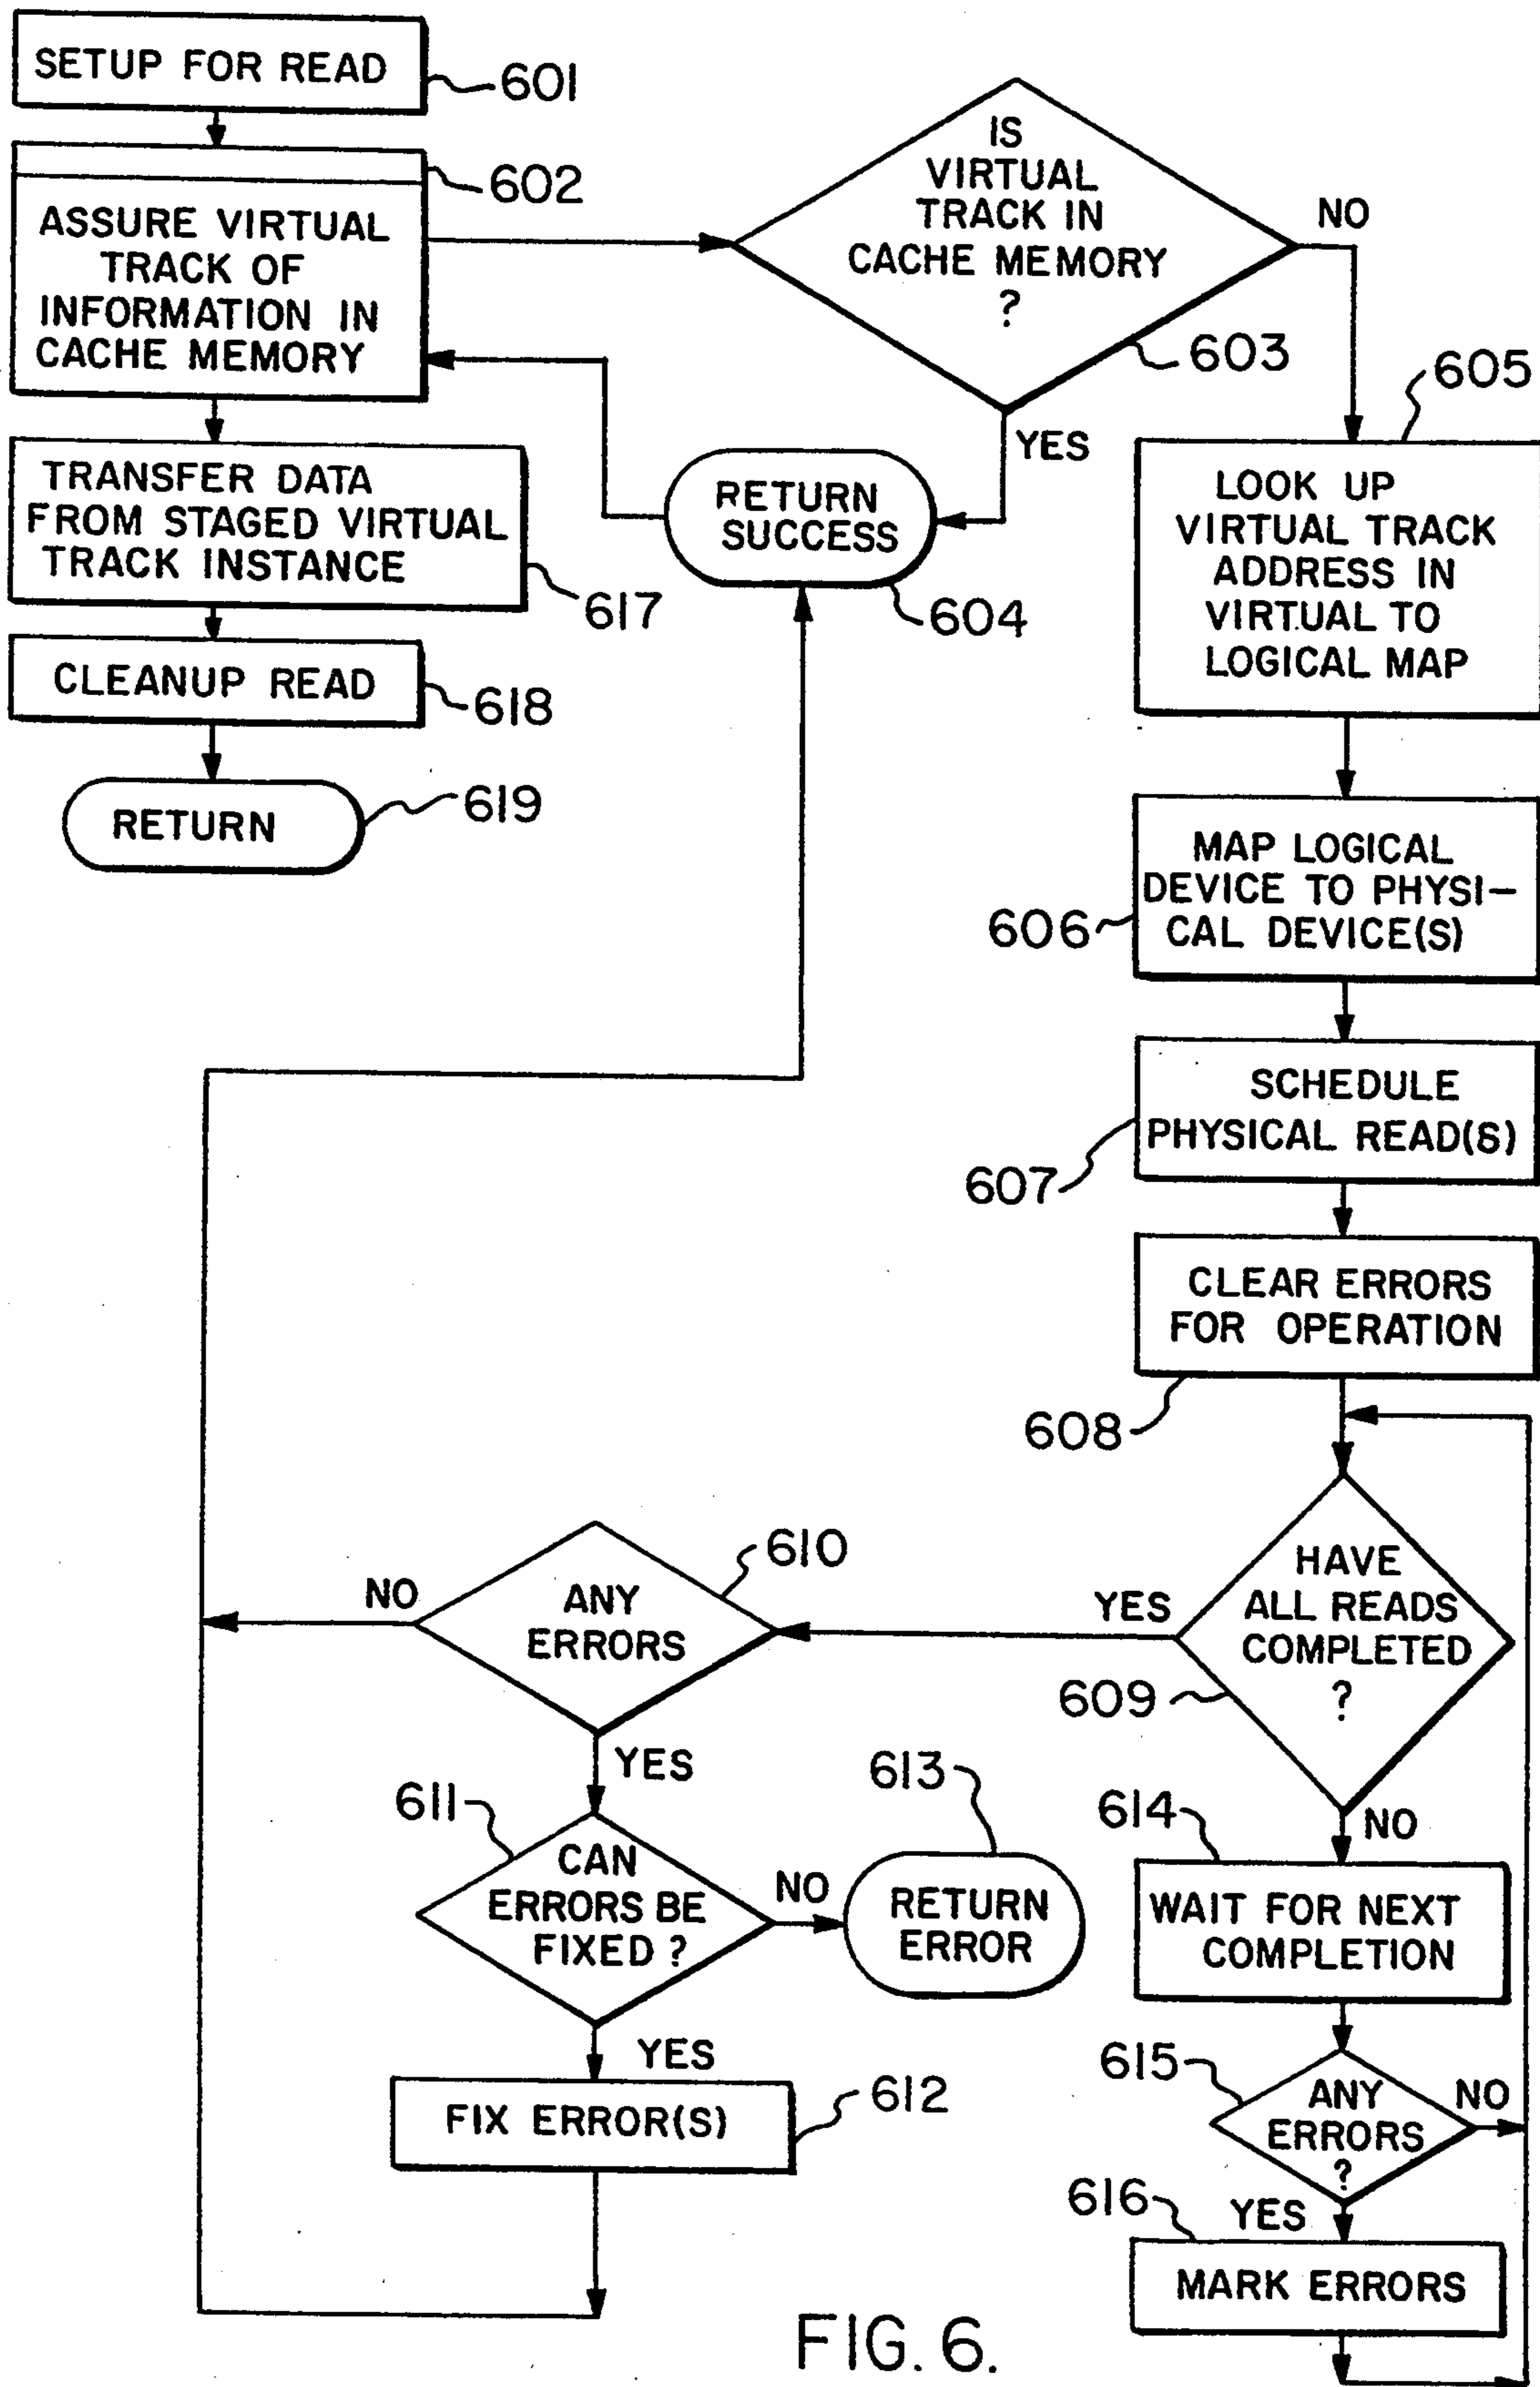 SETUP FOR READ
601
602
ASSURE VIRTUAL
TRACK OF
INFORMATION IN
CACHE MEMORY
IS
VIRTUAL
TRACK IN
CACHE MEMORY
?
NO
603
YES
605
TRANSFER DATA
FROM STAGED VIRTUAL
TRACK INSTANCE
617
RETURN
SUCCESS
604
LOOK UP
VIRTUAL TRACK
ADDRESS IN
VIRTUAL TO
LOGICAL MAP
CLEANUP READ
618
RETURN
619
MAP LOGICAL
DEVICE TO PHYSI-
CAL DEVICE(S)
606
SCHEDULE
PHYSICAL READ(S)
607
CLEAR ERRORS
FOR OPERATION
608
HAVE
ALL READS
COMPLETED
?
609
YES
NO
610
ANY
ERRORS
NO
YES
611
CAN
ERRORS BE
FIXED ?
NO
613
RETURN
ERROR
YES
FIX ERROR(S)
612
614
WAIT FOR NEXT
COMPLETION
615
ANY
ERRORS
?
NO
YES
616
MARK ERRORS
FIG. 6.